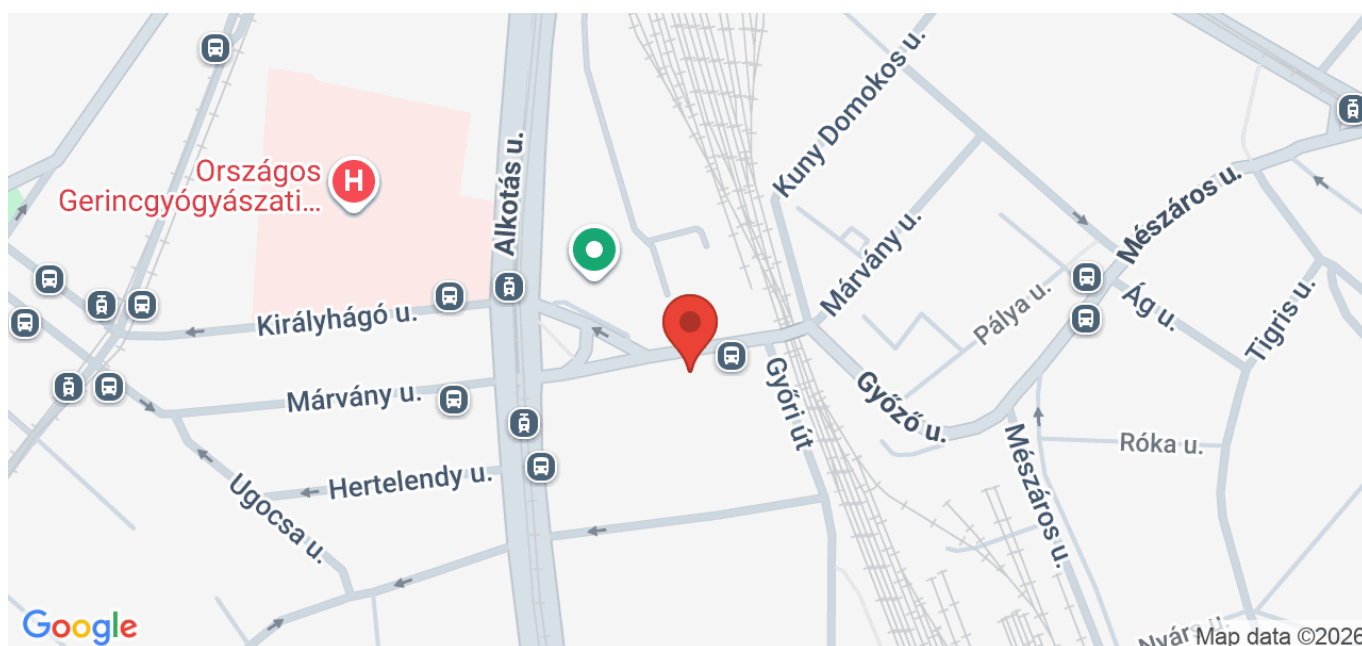 Kuny Domokos u.
Országos
Gerincgyógyászati...
H
Alkotás u.
Mészáros u.
Márvány u.
Pálya u.
Ág u.
Tigris u.
Királyhágó u.
Márvány u.
Győri út
Győző u.
Róka u.
Hertelendy u.
Ugocsa u.
Mészáros u.
Google
Nyárs u.
Map data ©2026